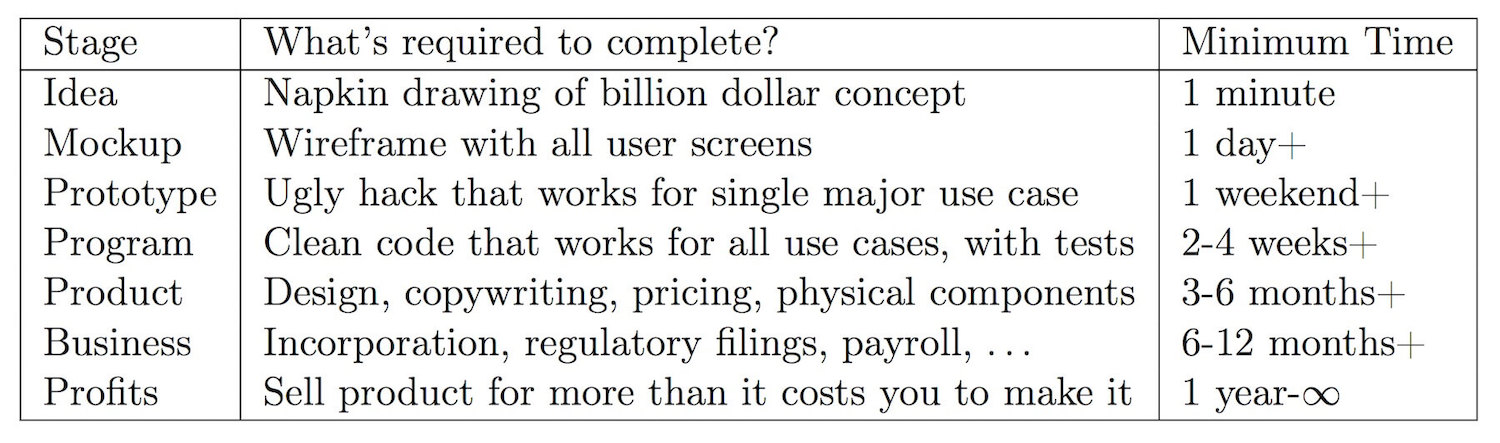 Stage What's required to complete? Minimum Time
Idea Napkin drawing of billion dollar concept 1 minute
Mockup Wireframe with all user screens 1 day+
Prototype Ugly hack that works for single major use case 1 weekend+
Program Clean code that works for all use cases, with tests 2-4 weeks+
Product Design, copywriting, pricing, physical components 3-6 months+
Business Incorporation, regulatory filings, payroll, ... 6-12 months+
Profits Sell product for more than it costs you to make it 1 year-∞